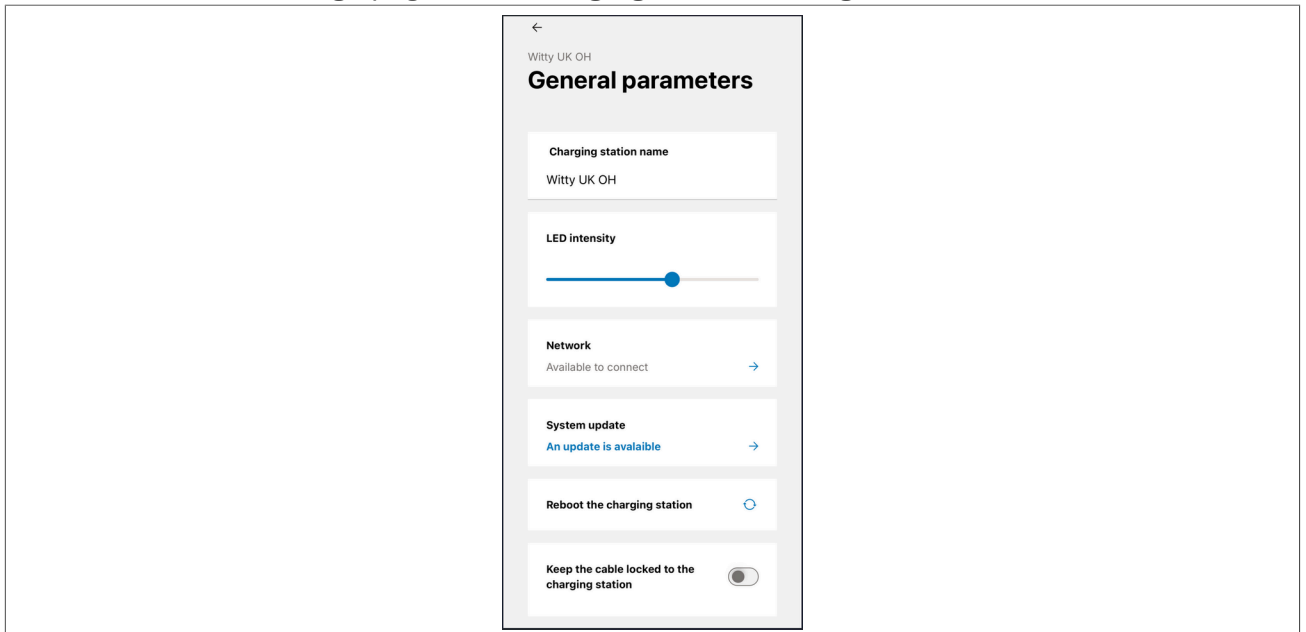 Witty UK OH
General parameters
Charging station name
Witty UK OH
LED intensity
Network
Available to connect
System update
An update is avalaible
Reboot the charging station
Keep the cable locked to the
charging station